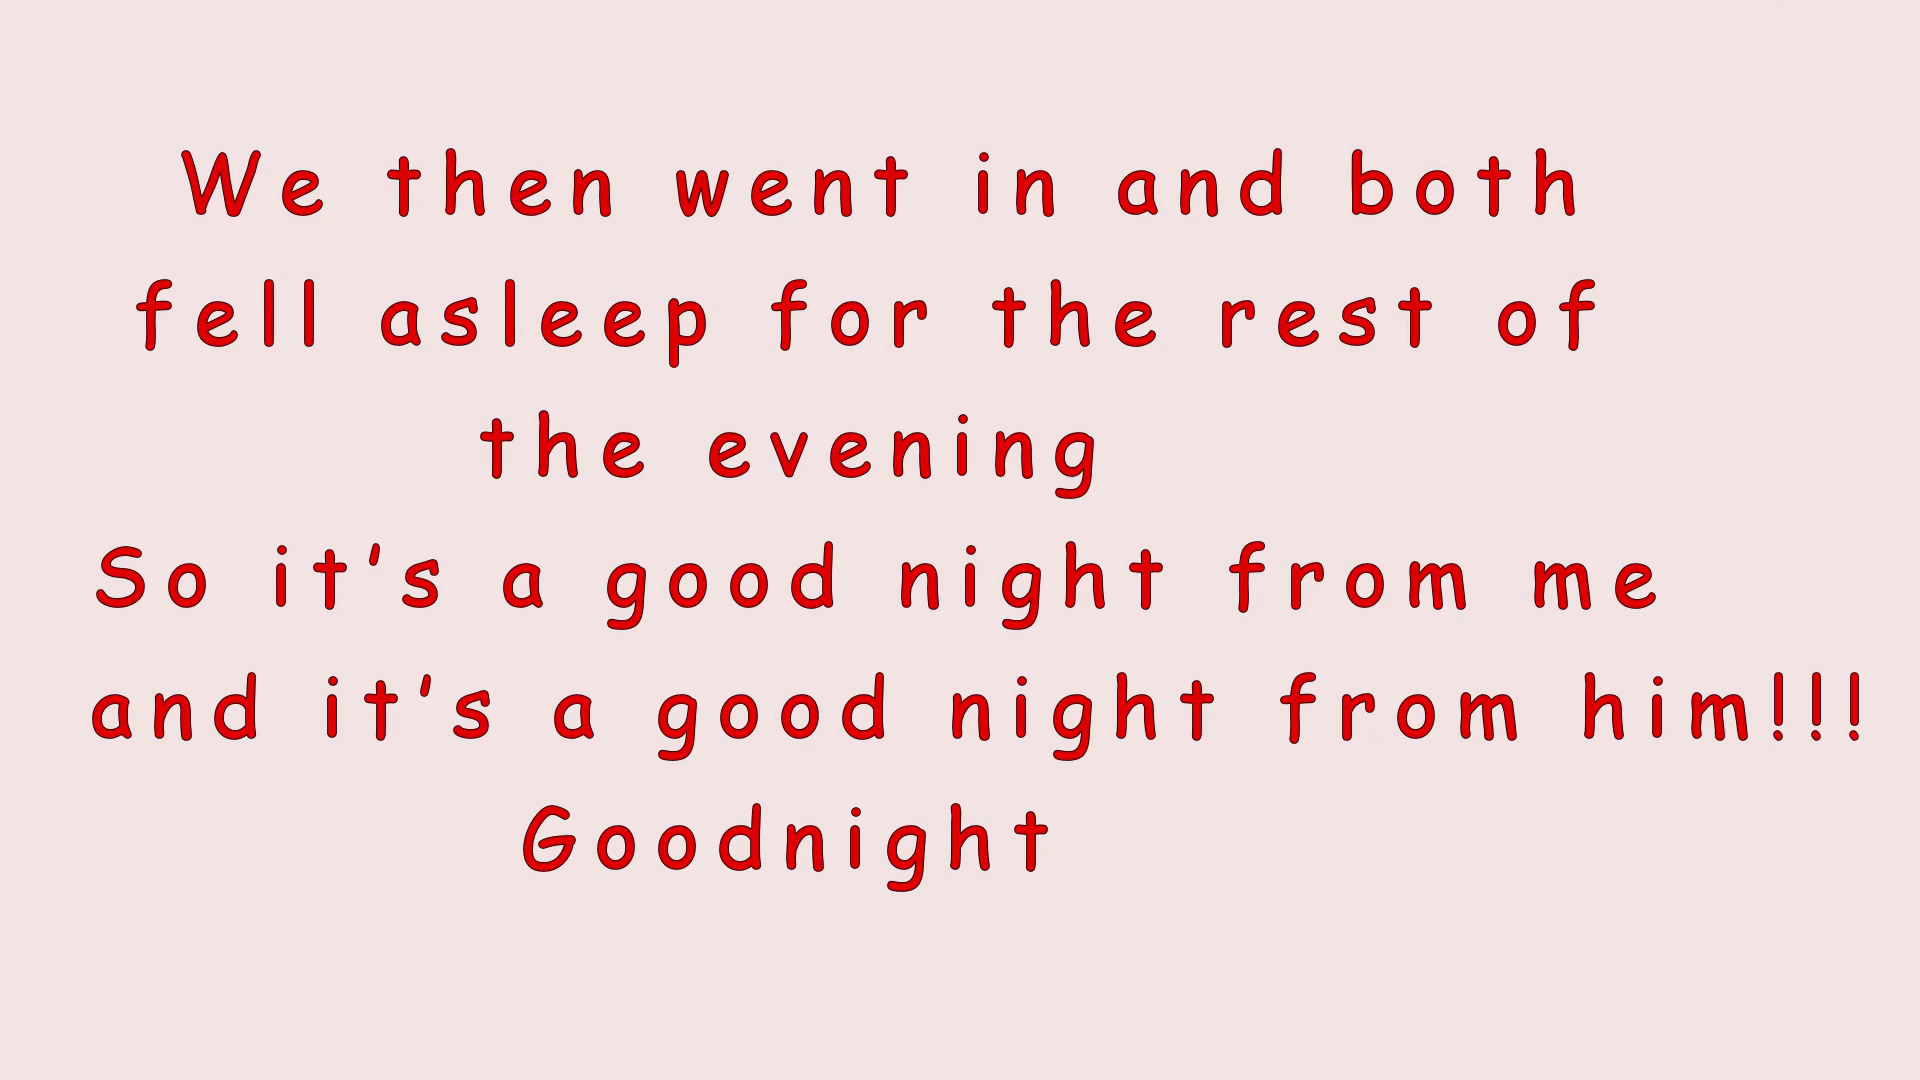 We then went in and both
fell asleep for the rest of
the evening
So it's a good night from me
and it's a good night from him!!!
Goodnight